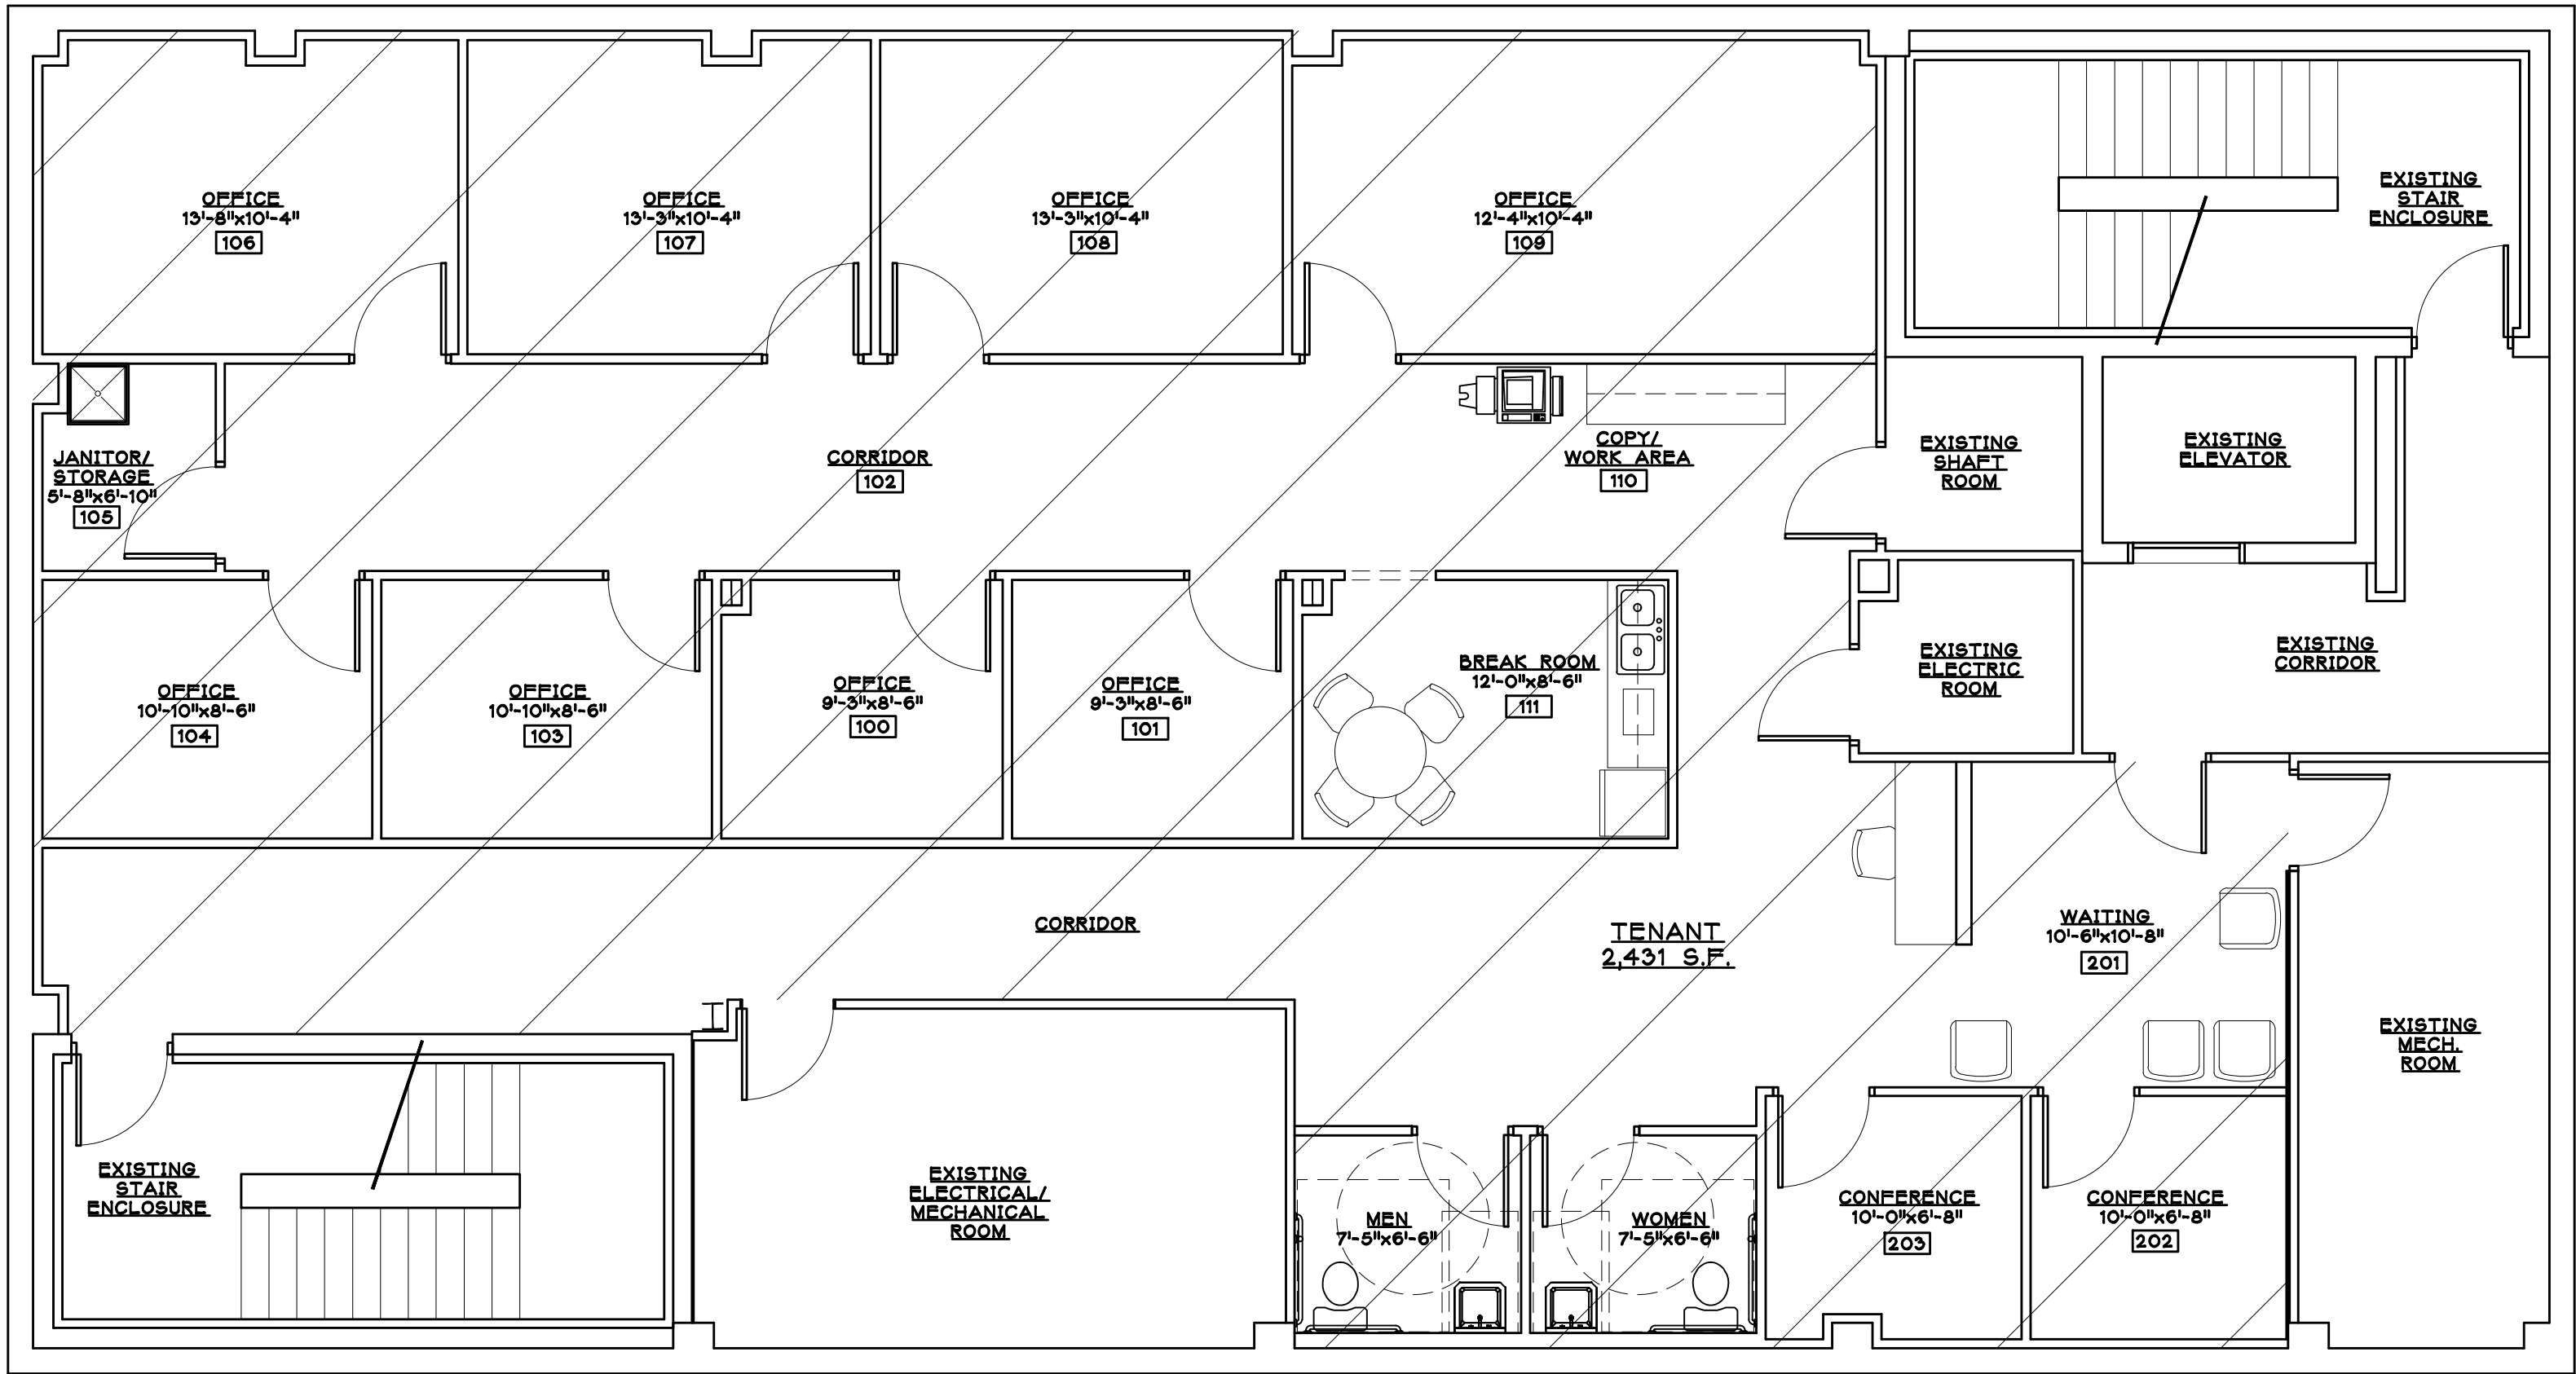 OFFICE
13'-8"x10'-4"
106
OFFICE
13'-3"x10'-4"
107
OFFICE
13'-3"x10'-4"
108
OFFICE
12'-4"x10'-4"
109
EXISTING
STAIR
ENCLOSURE
JANITOR/
STORAGE
5'-8"x6'-10"
105
CORRIDOR
102
COPY/
WORK AREA
110
EXISTING
SHAFT
ROOM
EXISTING
ELEVATOR
OFFICE
10'-10"x8'-6"
104
OFFICE
10'-10"x8'-6"
103
OFFICE
9'-3"x8'-6"
100
OFFICE
9'-3"x8'-6"
101
BREAK ROOM
12'-0"x8'-6"
111
EXISTING
ELECTRIC
ROOM
EXISTING
CORRIDOR
CORRIDOR
TENANT
2,431 S.F.
WAITING
10'-6"x10'-8"
201
EXISTING
MECH.
ROOM
EXISTING
STAIR
ENCLOSURE
EXISTING
ELECTRICAL/
MECHANICAL
ROOM
MEN
7'-5"x6'-6"
WOMEN
7'-5"x6'-6"
CONFERENCE
10'-0"x6'-8"
203
CONFERENCE
10'-0"x6'-8"
202